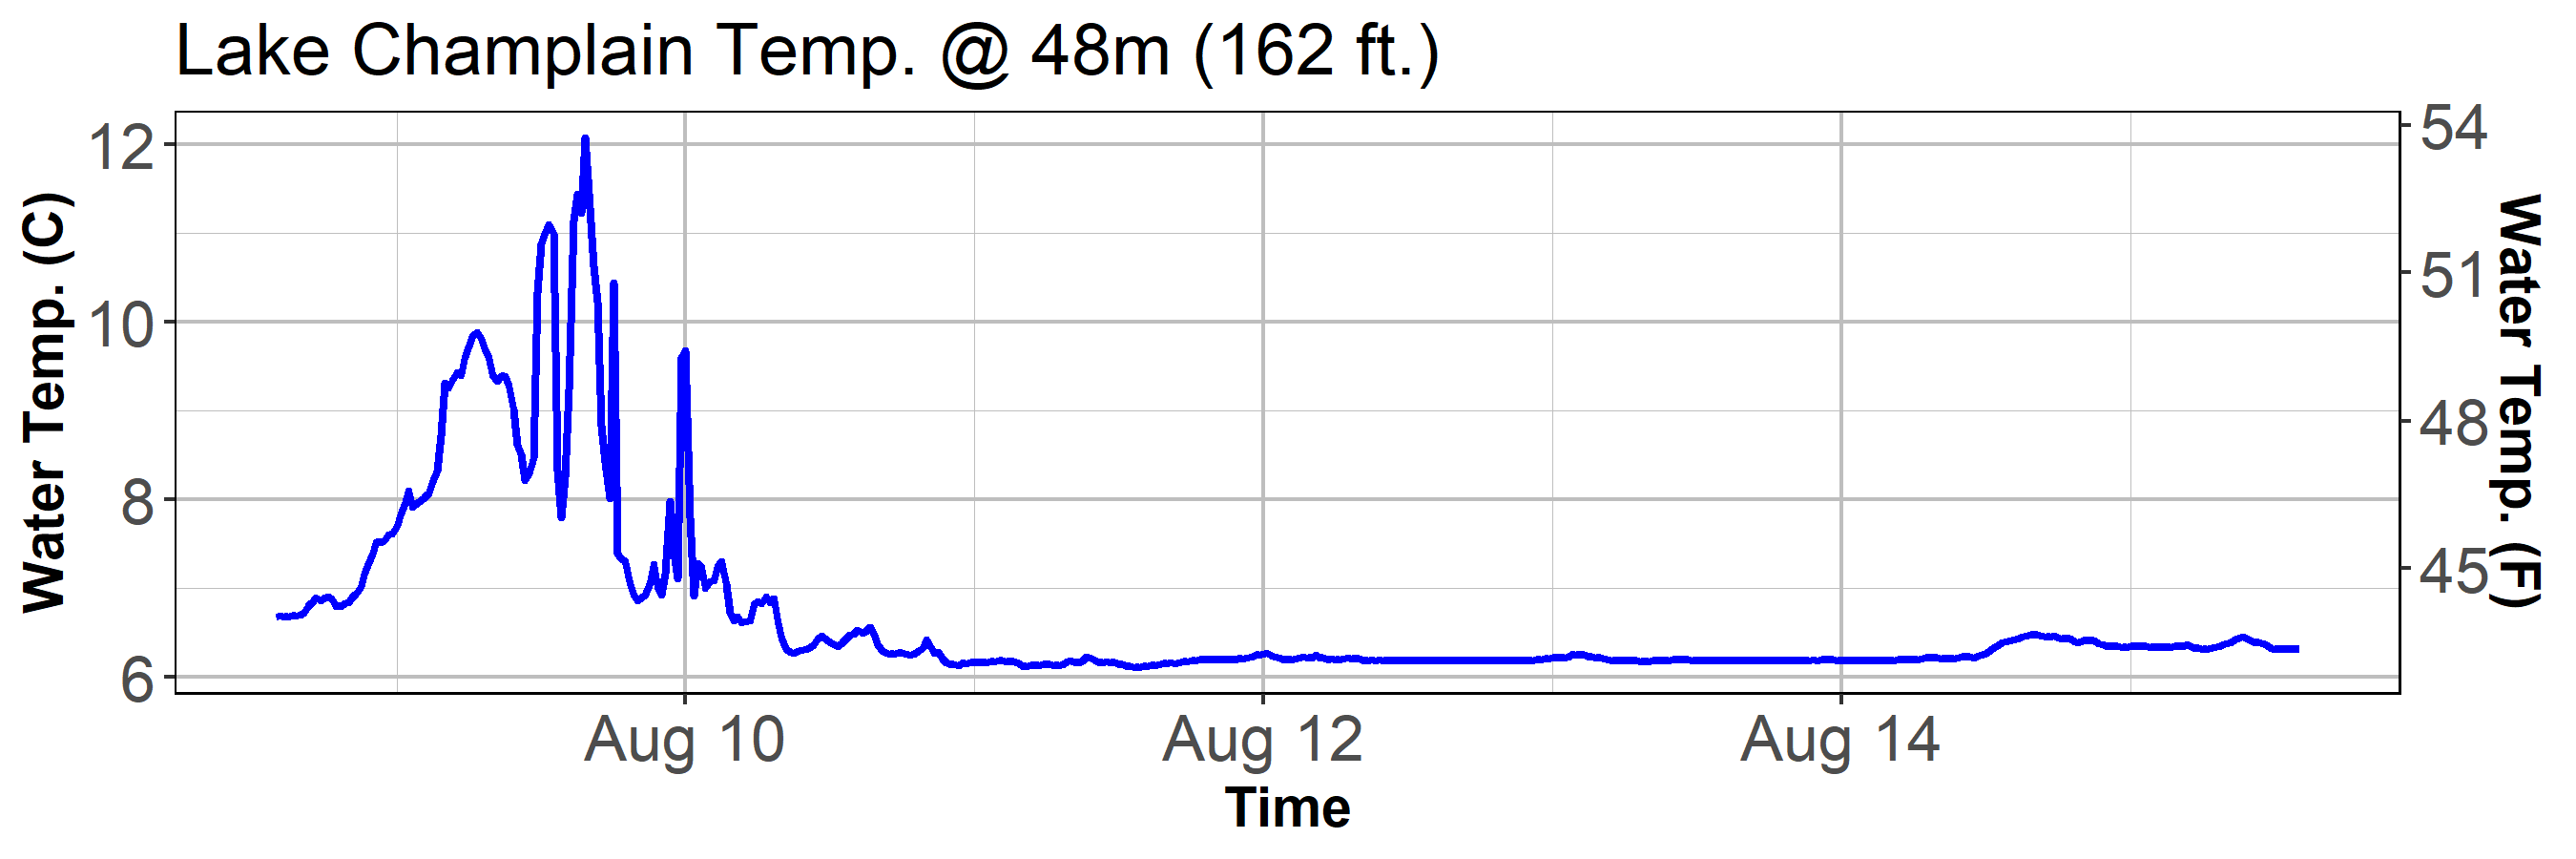 Lake Champlain Temp. @ 48m (162 ft.)
Water Temp. (C)
12
10
8
6
54
51
48
45
Water Temp. (F)
Aug 10 Aug 12 Aug 14
Time